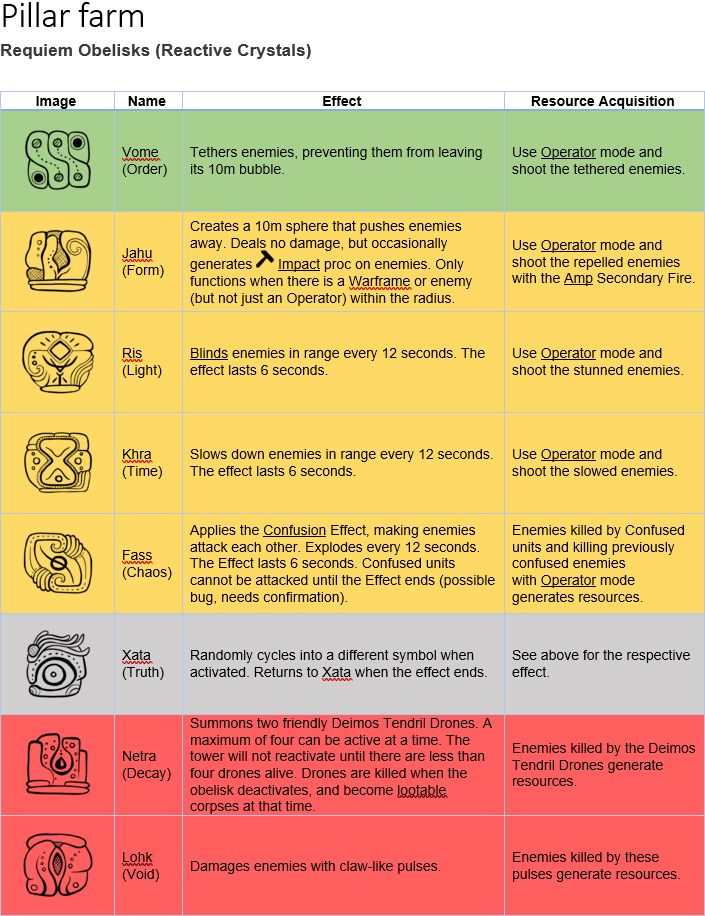 Pillar farm
Requiem Obelisks (Reactive Crystals)
Image Name Effect Resource Acquisition
Vome
(Order)
Tethers enemies, preventing them from leaving
its 10m bubble.
Use Operator mode and
shoot the tethered enemies.
Jahu
(Form)
Creates a 10m sphere that pushes enemies
away. Deals no damage, but occasionally
generates Impact proc on enemies. Only
functions when there is a Warframe or enemy
(but not just an Operator) within the radius.
Use Operator mode and
shoot the repelled enemies
with the Amp Secondary Fire.
Ris
(Light)
Blinds enemies in range every 12 seconds. The
effect lasts 6 seconds.
Use Operator mode and
shoot the stunned enemies.
Khra
(Time)
Slows down enemies in range every 12 seconds.
The effect lasts 6 seconds.
Use Operator mode and
shoot the slowed enemies.
Fass
(Chaos)
Applies the Confusion Effect, making enemies
attack each other. Explodes every 12 seconds.
The Effect lasts 6 seconds. Confused units
cannot be attacked until the Effect ends (possible
bug, needs confirmation).
Enemies killed by Confused
units and killing previously
confused enemies
with Operator mode
generates resources.
Xata
(Truth)
Randomly cycles into a different symbol when
activated. Returns to Xata when the effect ends.
See above for the respective
effect.
Netra
(Decay)
Summons two friendly Deimos Tendril Drones. A
maximum of four can be active at a time. The
tower will not reactivate until there are less than
four drones alive. Drones are killed when the
obelisk deactivates, and become lootable
corpses at that time.
Enemies killed by the Deimos
Tendril Drones generate
resources.
Lohk
(Void)
Damages enemies with claw-like pulses.
Enemies killed by these
pulses generate resources.